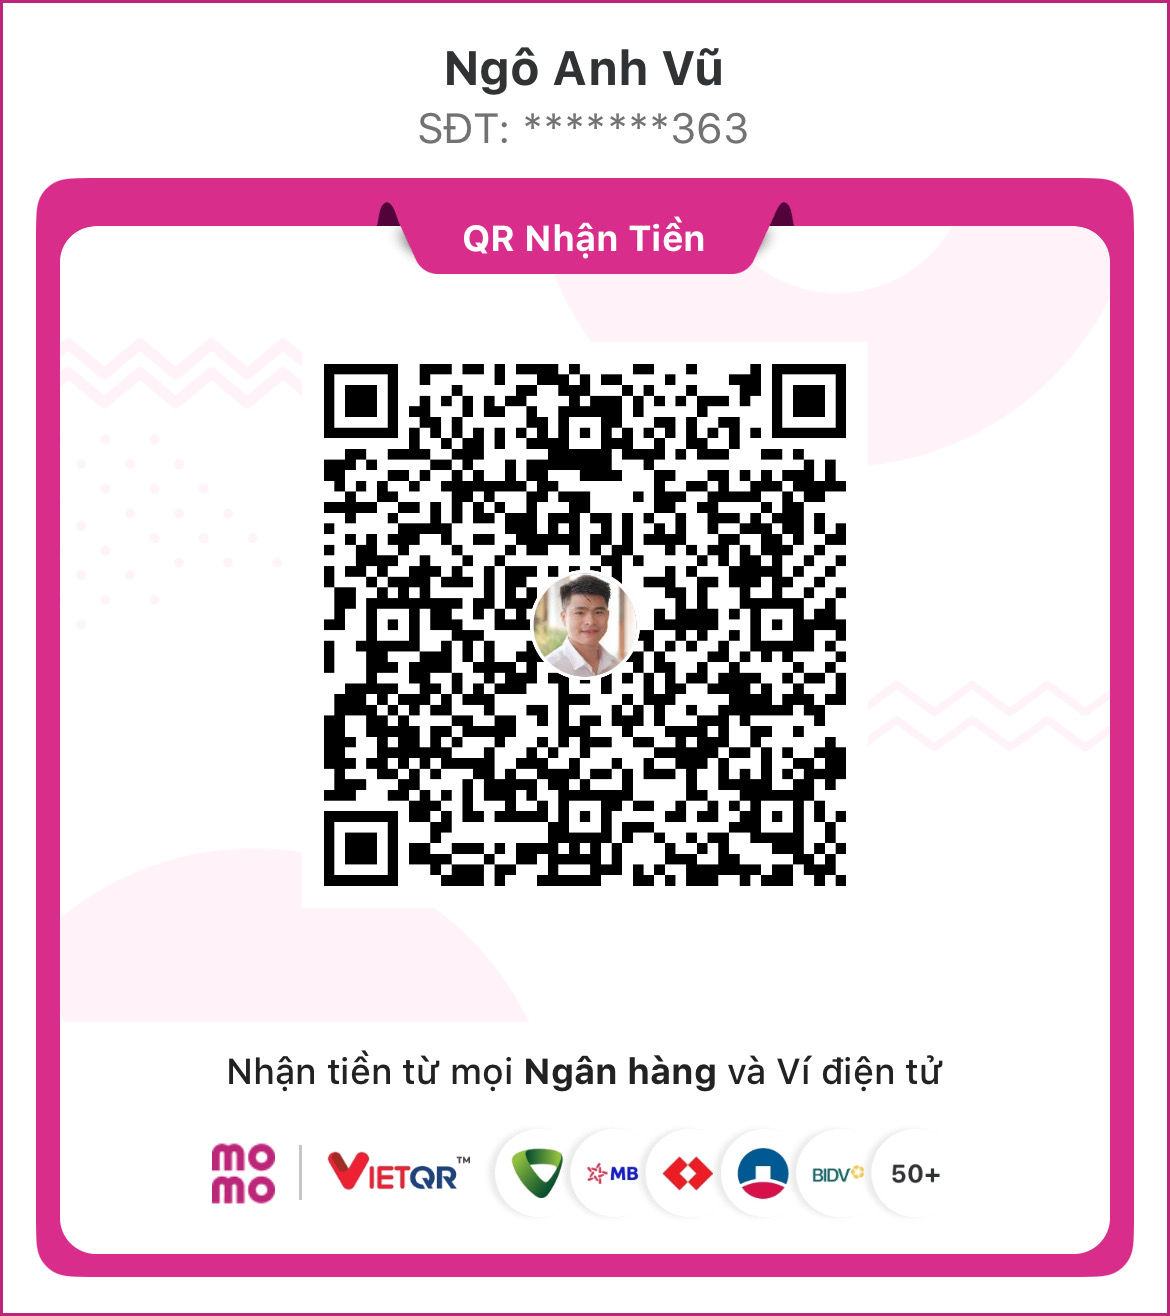 Ngô Anh Vũ
SĐT: *******363
QR Nhận Tiền
Nhận tiền từ mọi Ngân hàng và Ví điện tử
mo
mo
VIETQR™
MB
BIDV
50+